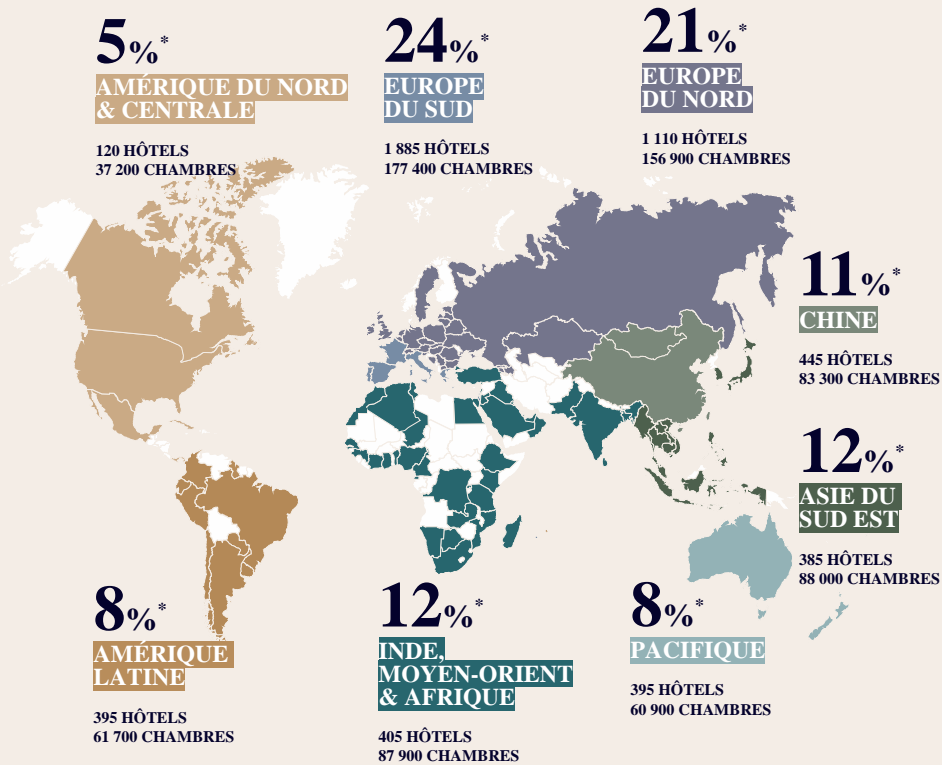 5%*
AMÉRIQUE DU NORD
& CENTRALE
120 HÔTELS
37 200 CHAMBRES
24%*
EUROPE
DU SUD
1 885 HÔTELS
177 400 CHAMBRES
21%*
EUROPE
DU NORD
1 110 HÔTELS
156 900 CHAMBRES
11%*
CHINE
445 HÔTELS
83 300 CHAMBRES
12%*
ASIE DU
SUD EST
385 HÔTELS
88 000 CHAMBRES
8%*
AMÉRIQUE
LATINE
395 HÔTELS
61 700 CHAMBRES
12%*
INDE,
MOYEN-ORIENT
& AFRIQUE
405 HÔTELS
87 900 CHAMBRES
8%*
PACIFIQUE
395 HÔTELS
60 900 CHAMBRES